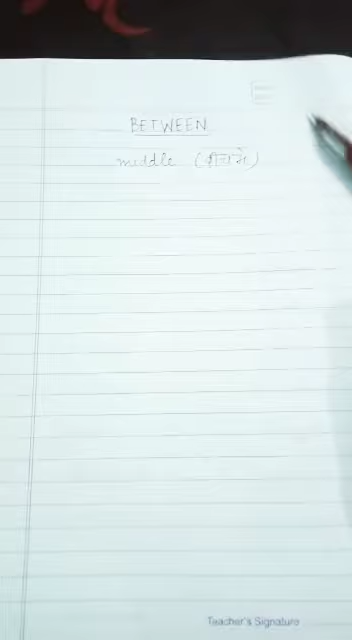 BETWEEN
middle (बीच में)
Teacher's Signature